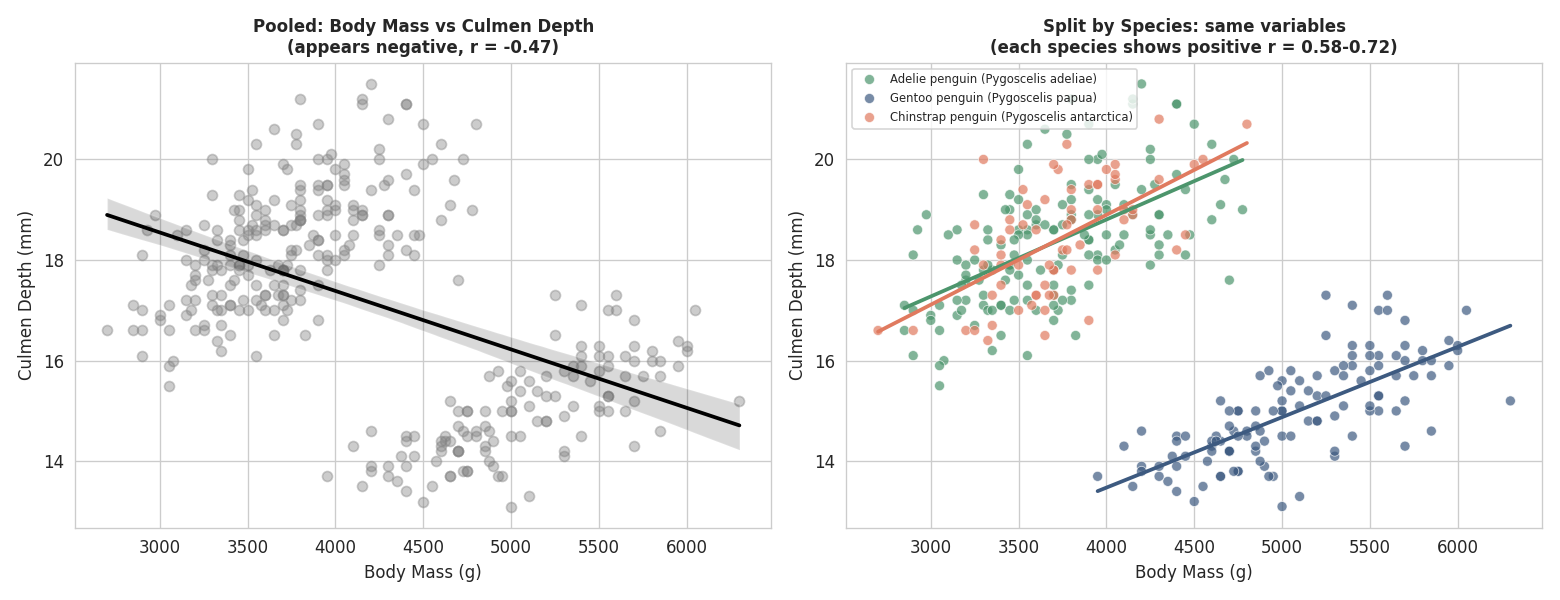 Pooled: Body Mass vs Culmen Depth
(appears negative, r = -0.47)
Culmen Depth (mm)
20
18
16
14
3000 3500 4000 4500 5000 5500 6000
Body Mass (g)
Split by Species: same variables
(each species shows positive r = 0.58-0.72)
Adelie penguin (Pygoscelis adeliae)
Gentoo penguin (Pygoscelis papua)
Chinstrap penguin (Pygoscelis antarctica)
Culmen Depth (mm)
20
18
16
14
3000 3500 4000 4500 5000 5500 6000
Body Mass (g)